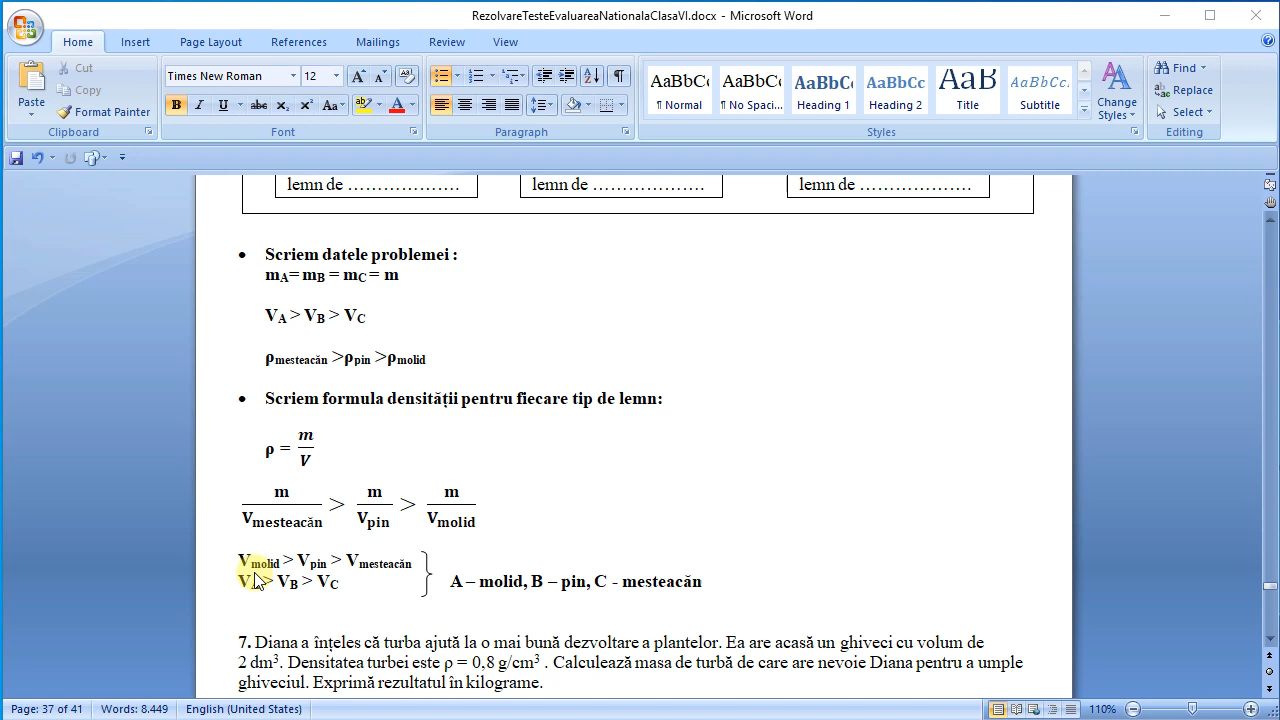 RezolvareTesteEvaluareaNationalaClasaVI.docx - Microsoft Word
Home Insert Page Layout References Mailings Review View
Paste
Cut
Copy
Format Painter
Clipboard
Times New Roman 12
B I U abc X₂ X² Aa
Font
Paragraph
AaBbCc AaBbCc AaBbCc AaBbCc AaB AaBbCc
¶ Normal ¶ No Spaci... Heading 1 Heading 2 Title Subtitle
Change Styles
Styles
Find
Replace
Select
Editing
lemn de ………………. lemn de ………………. lemn de ……………….
• Scriem datele problemei :
mA= mB = mC = m
VA > VB > VC
ρmesteacăn >ρpin >ρmolid
• Scriem formula densității pentru fiecare tip de lemn:
ρ = m/V
m/Vmesteacăn > m/Vpin > m/Vmolid
Vmolid > Vpin > Vmesteacăn
V > VB > VC
A – molid, B – pin, C - mesteacăn
7. Diana a înțeles că turba ajută la o mai bună dezvoltare a plantelor. Ea are acasă un ghiveci cu volum de
2 dm³. Densitatea turbei este ρ = 0,8 g/cm³ . Calculează masa de turbă de care are nevoie Diana pentru a umple
ghiveciul. Exprimă rezultatul în kilograme.
Page: 37 of 41 Words: 8.449 English (United States) 110%